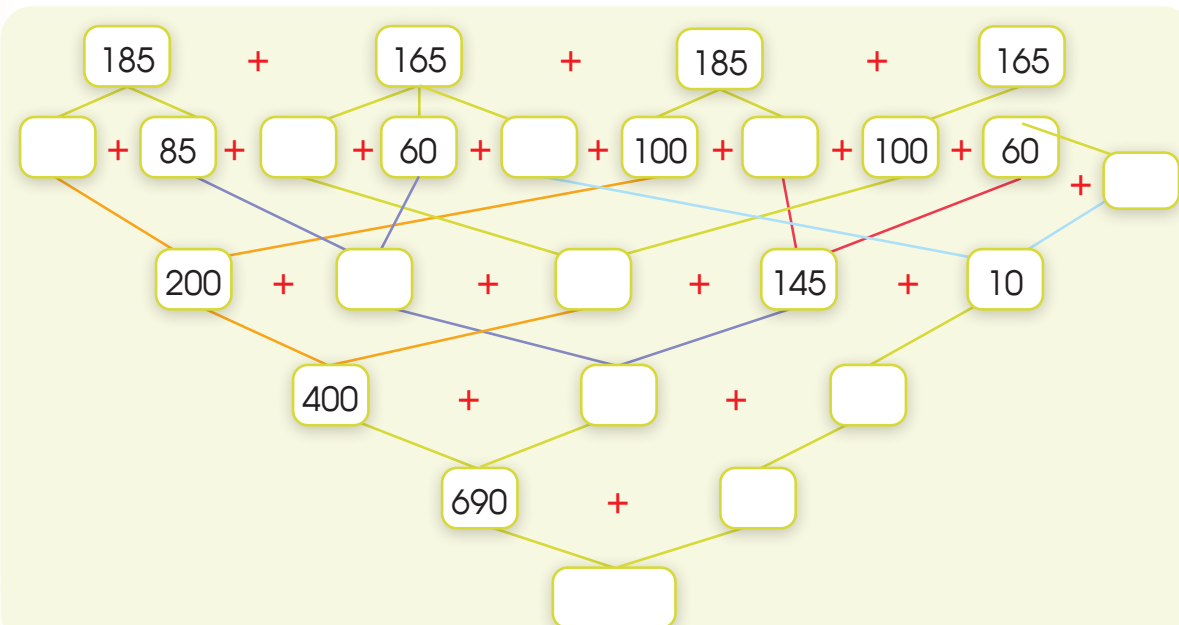 185 + 165 + 185 + 165
+ 85 + + 60 + + 100 + + 100 + 60 +
200 + + + 145 + 10
400 + +
690 +